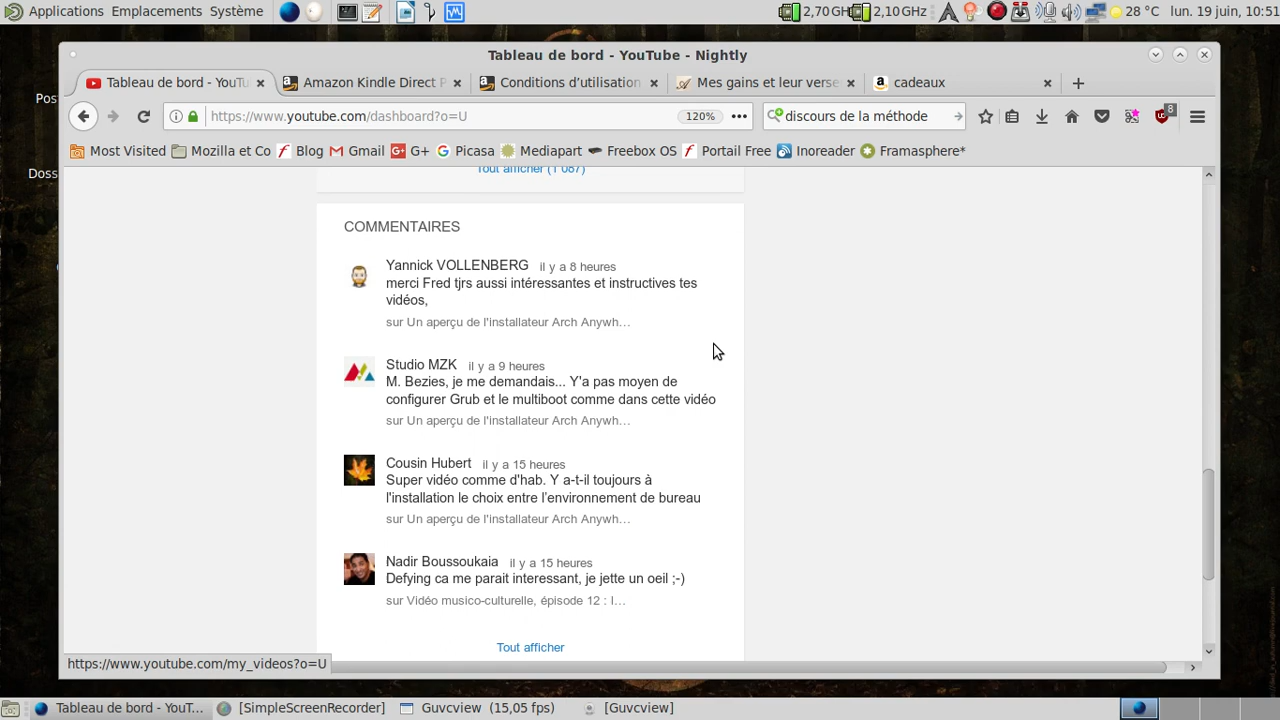 Applications Emplacements Système 2,70 GH 2,10 GHz 28 °C lun. 19 juin, 10:51
Tableau de bord - YouTube - Nightly
Tableau de bord - YouTu Amazon Kindle Direct P Conditions d'utilisation Mes gains et leur verse cadeaux
https://www.youtube.com/dashboard?o=U 120% discours de la méthode 8
Most Visited Mozilla et Co Blog Gmail G+ Picasa Mediapart Freebox OS Portail Free Inoreader Framasphere*
Pos
Doss
Tout afficher (1 087)
COMMENTAIRES
Yannick VOLLENBERG il y a 8 heures
merci Fred tjrs aussi intéressantes et instructives tes
vidéos,
sur Un aperçu de l'installateur Arch Anywh…
Studio MZK il y a 9 heures
M. Bezies, je me demandais... Y'a pas moyen de
configurer Grub et le multiboot comme dans cette vidéo
sur Un aperçu de l'installateur Arch Anywh…
Cousin Hubert il y a 15 heures
Super vidéo comme d'hab. Y a-t-il toujours à
l'installation le choix entre l'environnement de bureau
sur Un aperçu de l'installateur Arch Anywh…
Nadir Boussoukaia il y a 15 heures
Defying ca me parait interessant, je jette un oeil ;-)
sur Vidéo musico-culturelle, épisode 12 : l…
Tout afficher
https://www.youtube.com/my_videos?o=U
Tableau de bord - YouT... [SimpleScreenRecorder] Guvcview (15,05 fps) [Guvcview]